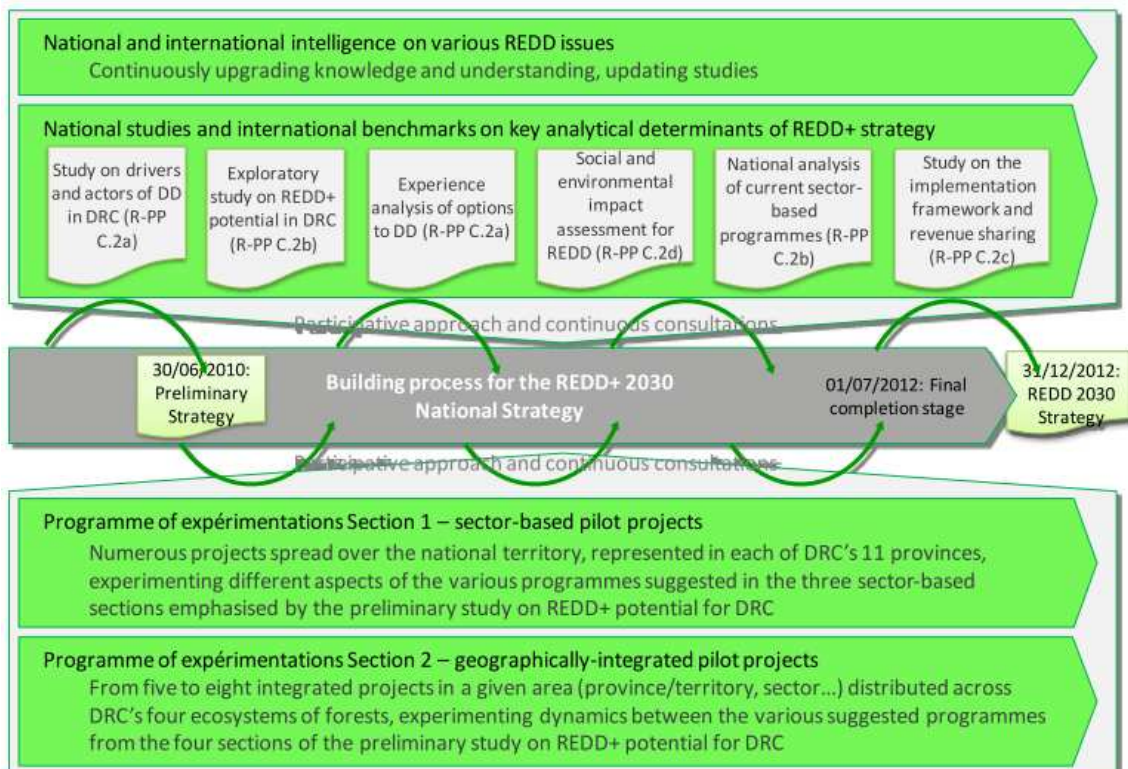 National and international intelligence on various REDD issues
Continuously upgrading knowledge and understanding, updating studies
National studies and international benchmarks on key analytical determinants of REDD+ strategy
Study on drivers
and actors of DD
in DRC (R-PP
C.2a)
Exploratory
study on REDD+
potential in DRC
(R-PP C.2b)
Experience
analysis of options
to DD (R-PP C.2a)
Social and
environmental
impact
assessment for
REDD (R-PP C.2d)
National analysis
of current sector-
based
programmes (R-PP
C.2b)
Study on the
implementation
framework and
revenue sharing
(R-PP C.2c)
Participative approach and continuous consultations
30/06/2010:
Preliminary
Strategy
Building process for the REDD+ 2030
National Strategy
01/07/2012: Final
completion stage
31/12/2012:
REDD 2030
Strategy
Participative approach and continuous consultations
Programme of expérimentations Section 1 – sector-based pilot projects
Numerous projects spread over the national territory, represented in each of DRC's 11 provinces,
experimenting different aspects of the various programmes suggested in the three sector-based
sections emphasised by the preliminary study on REDD+ potential for DRC
Programme of expérimentations Section 2 – geographically-integrated pilot projects
From five to eight integrated projects in a given area (province/territory, sector...) distributed across
DRC's four ecosystems of forests, experimenting dynamics between the various suggested programmes
from the four sections of the preliminary study on REDD+ potential for DRC